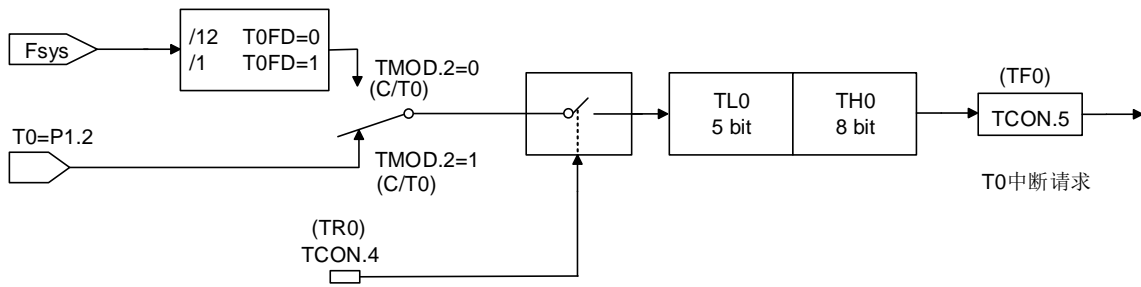 Fsys
/12 T0FD=0
/1 T0FD=1
TMOD.2=0
(C/T0)
T0=P1.2
TMOD.2=1
(C/T0)
(TR0)
TCON.4
TL0
5 bit
TH0
8 bit
(TF0)
TCON.5
T0中断请求